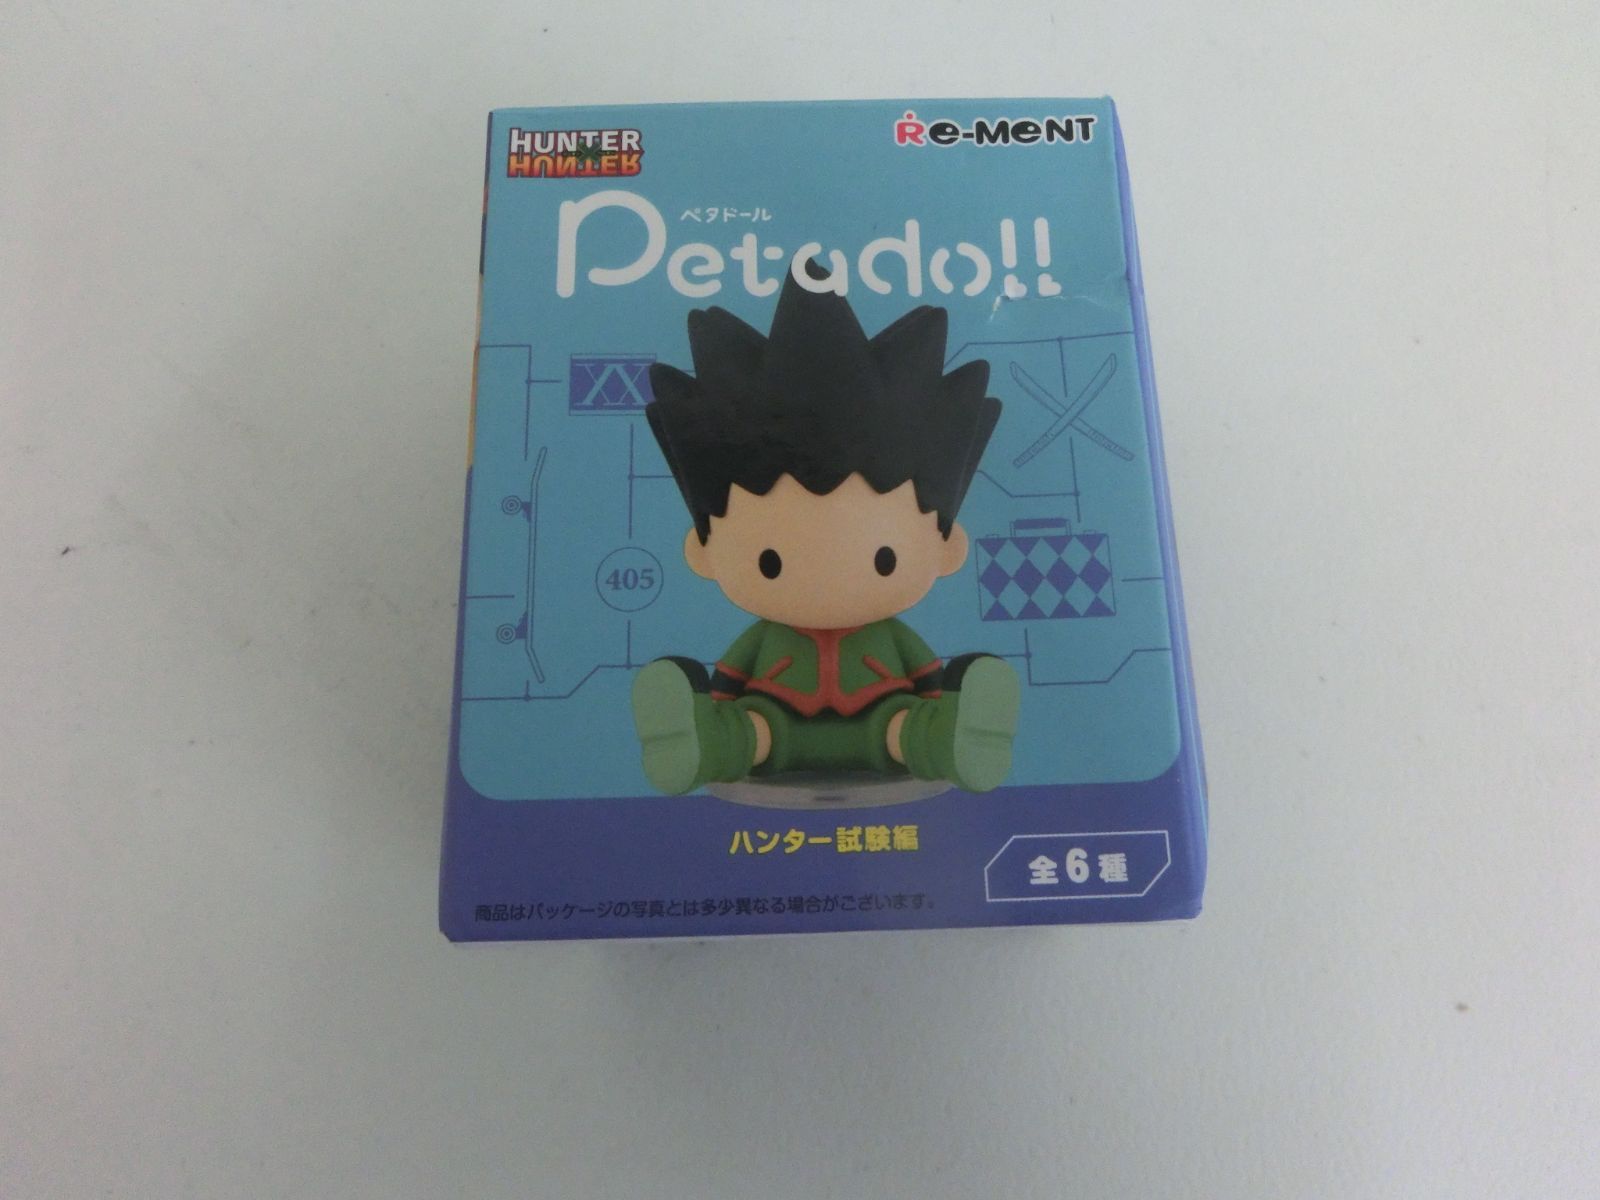 HUNTER
HUNTER
Re-MeNT
ペタドール
Petado!!
XX
405
ハンター試験編
全6種
商品はパッケージの写真とは多少異なる場合がございます。